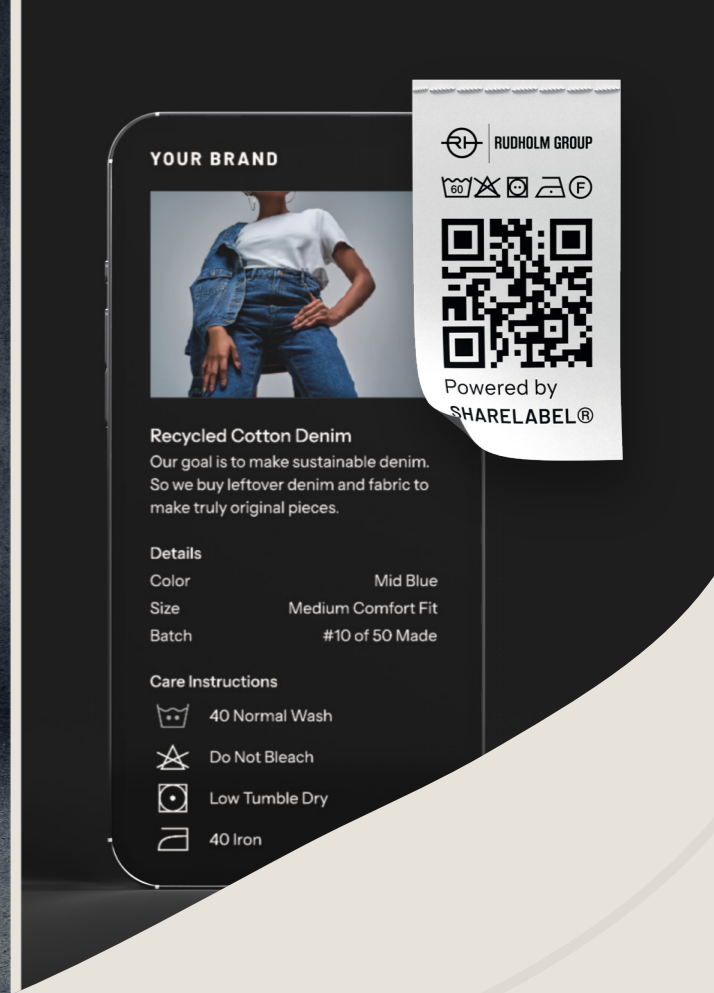 YOUR BRAND
Recycled Cotton Denim
Our goal is to make sustainable denim.
So we buy leftover denim and fabric to
make truly original pieces.
Details
Color Mid Blue
Size Medium Comfort Fit
Batch #10 of 50 Made
Care Instructions
40 Normal Wash
Do Not Bleach
Low Tumble Dry
40 Iron
RH RUDHOLM GROUP
60 F
Powered by
SHARELABEL®